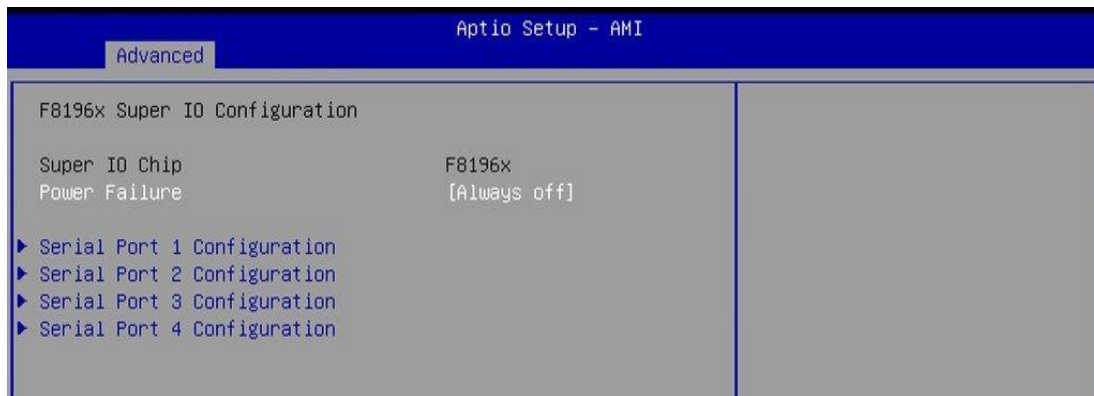 Aptio Setup - AMI
Advanced
F8196x Super IO Configuration
Super IO Chip F8196x
Power Failure [Always off]
Serial Port 1 Configuration
Serial Port 2 Configuration
Serial Port 3 Configuration
Serial Port 4 Configuration